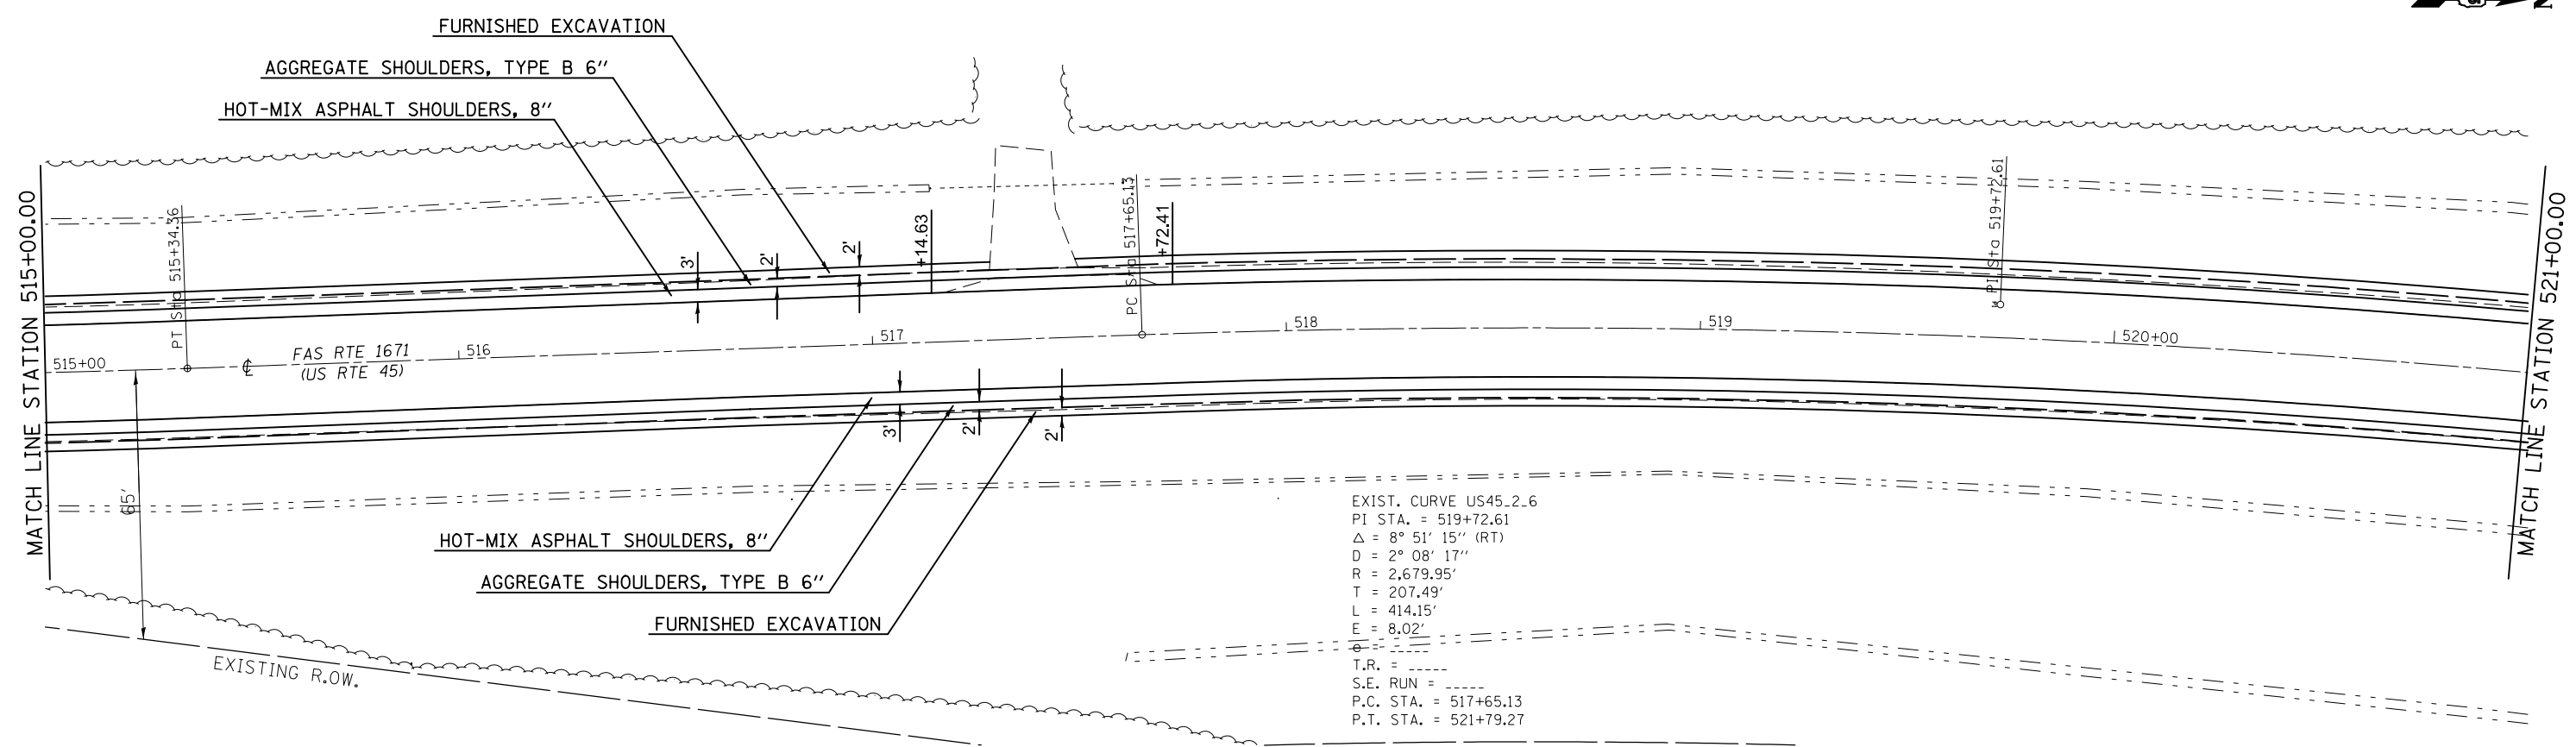 FURNISHED EXCAVATION
AGGREGATE SHOULDERS, TYPE B 6"
HOT-MIX ASPHALT SHOULDERS, 8"
N
MATCH LINE STATION 515+00.00
PT Sta 515+34.36
3'
2'
2'
+14.63
PC Sta 517+65.13
+72.41
PI Sta 519+72.61
MATCH LINE STATION 521+00.00
515+00
℄
FAS RTE 1671
(US RTE 45)
516
517
518
519
520+00
65'
3'
2'
2'
HOT-MIX ASPHALT SHOULDERS, 8"
AGGREGATE SHOULDERS, TYPE B 6"
FURNISHED EXCAVATION
EXISTING R.O.W.
EXIST. CURVE US45_2_6
PI STA. = 519+72.61
△ = 8° 51' 15" (RT)
D = 2° 08' 17"
R = 2,679.95'
T = 207.49'
L = 414.15'
E = 8.02'
e = _____
T.R. = _____
S.E. RUN = _____
P.C. STA. = 517+65.13
P.T. STA. = 521+79.27